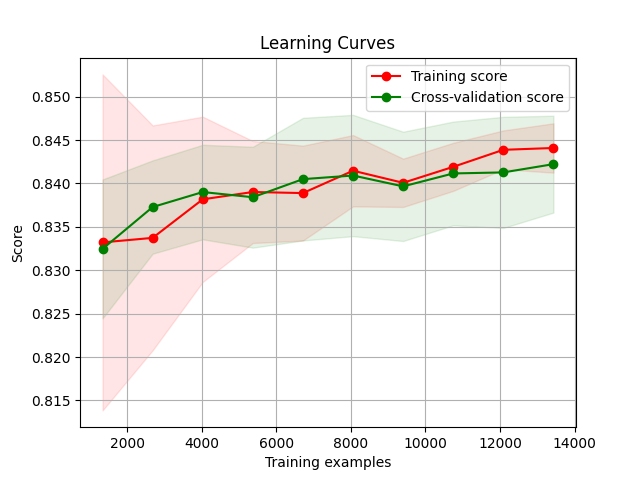 Learning Curves
Training score
Cross-validation score
0.850
0.845
0.840
0.835
0.830
0.825
0.820
0.815
Score
2000 4000 6000 8000 10000 12000 14000
Training examples